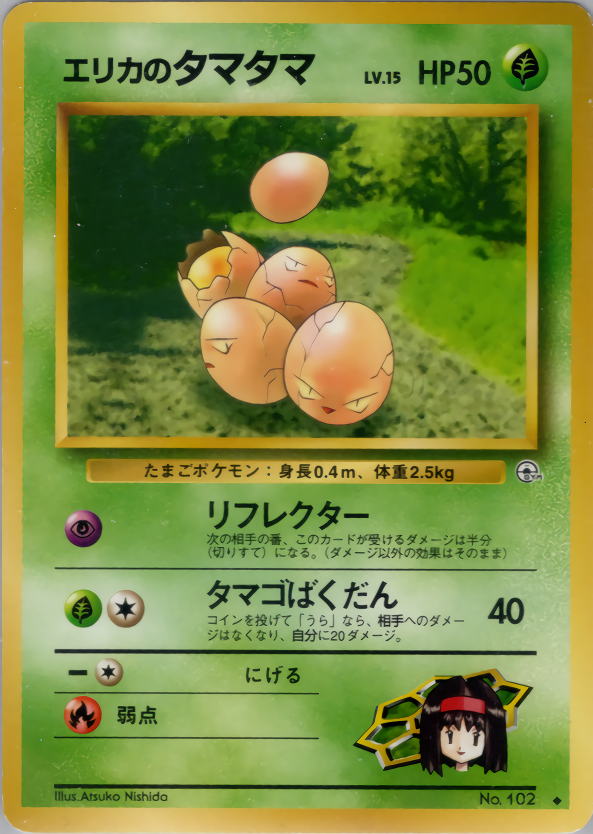 エリカのタマタマ LV.15 HP50
たまごポケモン：身長0.4m、体重2.5kg
リフレクター
次の相手の番、このカードが受けるダメージは半分
（切りすて）になる。（ダメージ以外の効果はそのまま）
タマゴばくだん 40
コインを投げて「うら」なら、相手へのダメー
ジはなくなり、自分に20ダメージ。
にげる
弱点
Illus.Atsuko Nishida
No. 102